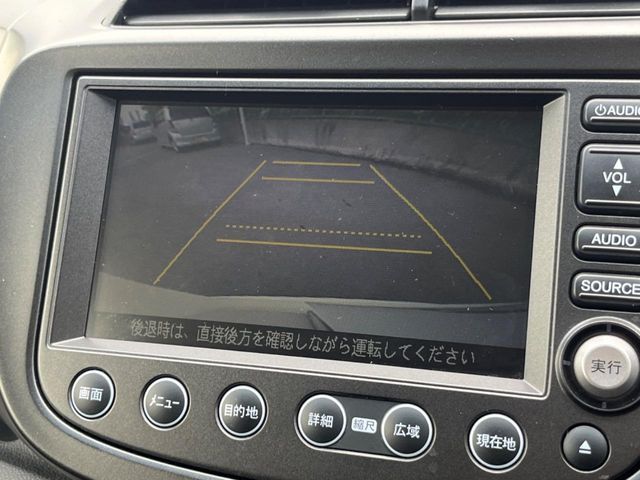 AUDIO
VOL
AUDIO
SOURCE
後退時は、直接後方を確認しながら運転してください
実行
画面
メニュー
目的地
詳細
縮尺
広域
現在地